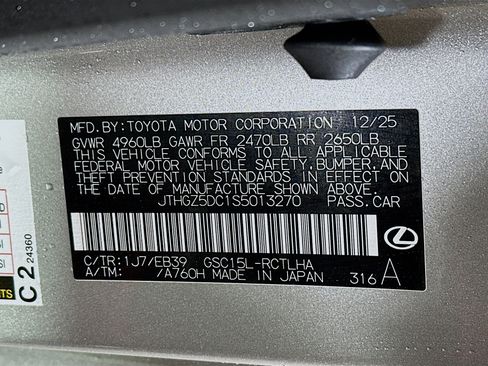 MFD.BY:TOYOTA MOTOR CORPORATION 12/25
GVWR 4960LB GAWR FR 2470LB RR 2650LB
THIS VEHICLE CONFORMS TO ALL APPLICABLE
FEDERAL MOTOR VEHICLE SAFETY,BUMPER,AND
THEFT PREVENTION STANDARDS IN EFFECT ON
THE DATE OF MANUFACTURE SHOWN ABOVE.
JTHGZ5DC1S5013270 PASS.CAR
C/TR:1J7/EB39 GSC15L-RCTLHA
A/TM: /A760H MADE IN JAPAN 316 A
C2
24360